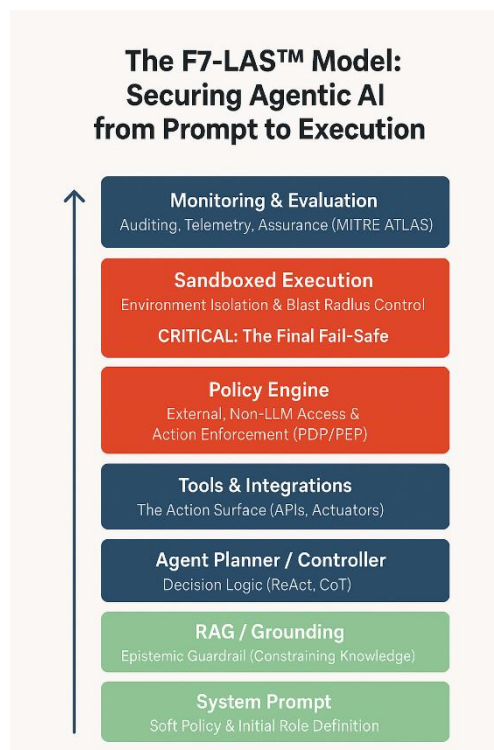 The F7-LAS™ Model:
Securing Agentic AI
from Prompt to Execution
Monitoring & Evaluation
Auditing, Telemetry, Assurance (MITRE ATLAS)
Sandboxed Execution
Environment Isolation & Blast Radlus Control
CRITICAL: The Final Fail-Safe
Policy Engine
External, Non-LLM Access &
Action Enforcement (PDP/PEP)
Tools & Integrations
The Action Surface (APIs, Actuators)
Agent Planner / Controller
Decision Logic (ReAct, CoT)
RAG / Grounding
Epistemic Guardrail (Constraining Knowledge)
System Prompt
Soft Policy & Initial Role Definition